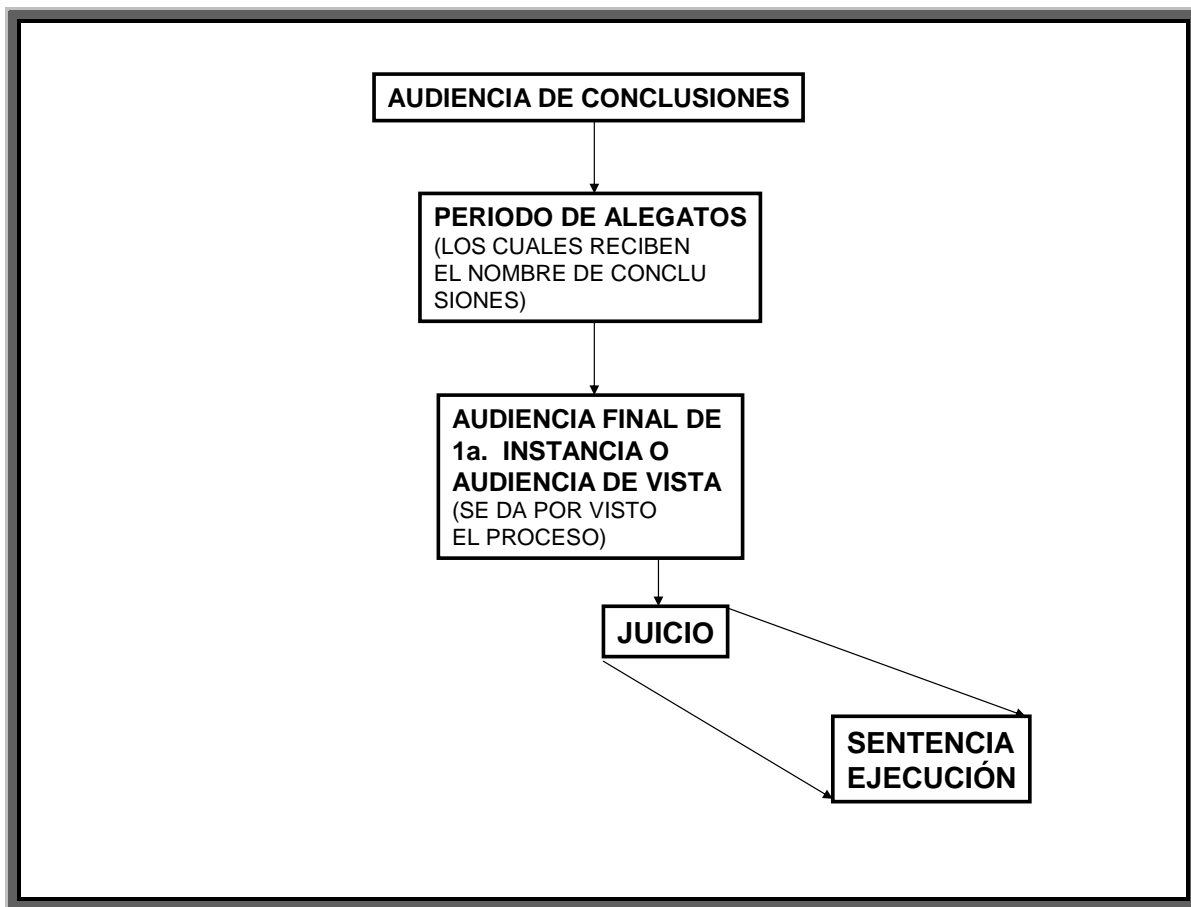 AUDIENCIA DE CONCLUSIONES
PERIODO DE ALEGATOS
(LOS CUALES RECIBEN
EL NOMBRE DE CONCLU
SIONES)
AUDIENCIA FINAL DE
1a. INSTANCIA O
AUDIENCIA DE VISTA
(SE DA POR VISTO
EL PROCESO)
JUICIO
SENTENCIA
EJECUCIÓN